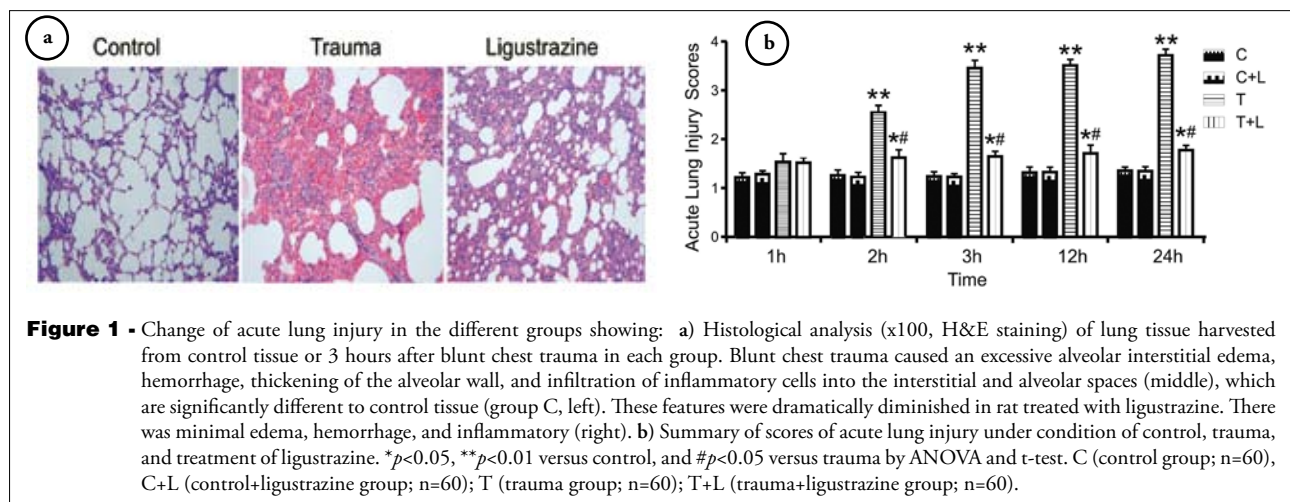 a
Control Trauma Ligustrazine
b
Acute Lung Injury Scores
4
3
2
1
0
** ** ** **
*# *# *# *#
1h 2h 3h 12h 24h
Time
C
C+L
T
T+L
Figure 1 - Change of acute lung injury in the different groups showing: a) Histological analysis (x100, H&E staining) of lung tissue harvested
from control tissue or 3 hours after blunt chest trauma in each group. Blunt chest trauma caused an excessive alveolar interstitial edema,
hemorrhage, thickening of the alveolar wall, and infiltration of inflammatory cells into the interstitial and alveolar spaces (middle), which
are significantly different to control tissue (group C, left). These features were dramatically diminished in rat treated with ligustrazine. There
was minimal edema, hemorrhage, and inflammatory (right). b) Summary of scores of acute lung injury under condition of control, trauma,
and treatment of ligustrazine. *p<0.05, **p<0.01 versus control, and #p<0.05 versus trauma by ANOVA and t-test. C (control group; n=60),
C+L (control+ligustrazine group; n=60); T (trauma group; n=60); T+L (trauma+ligustrazine group; n=60).